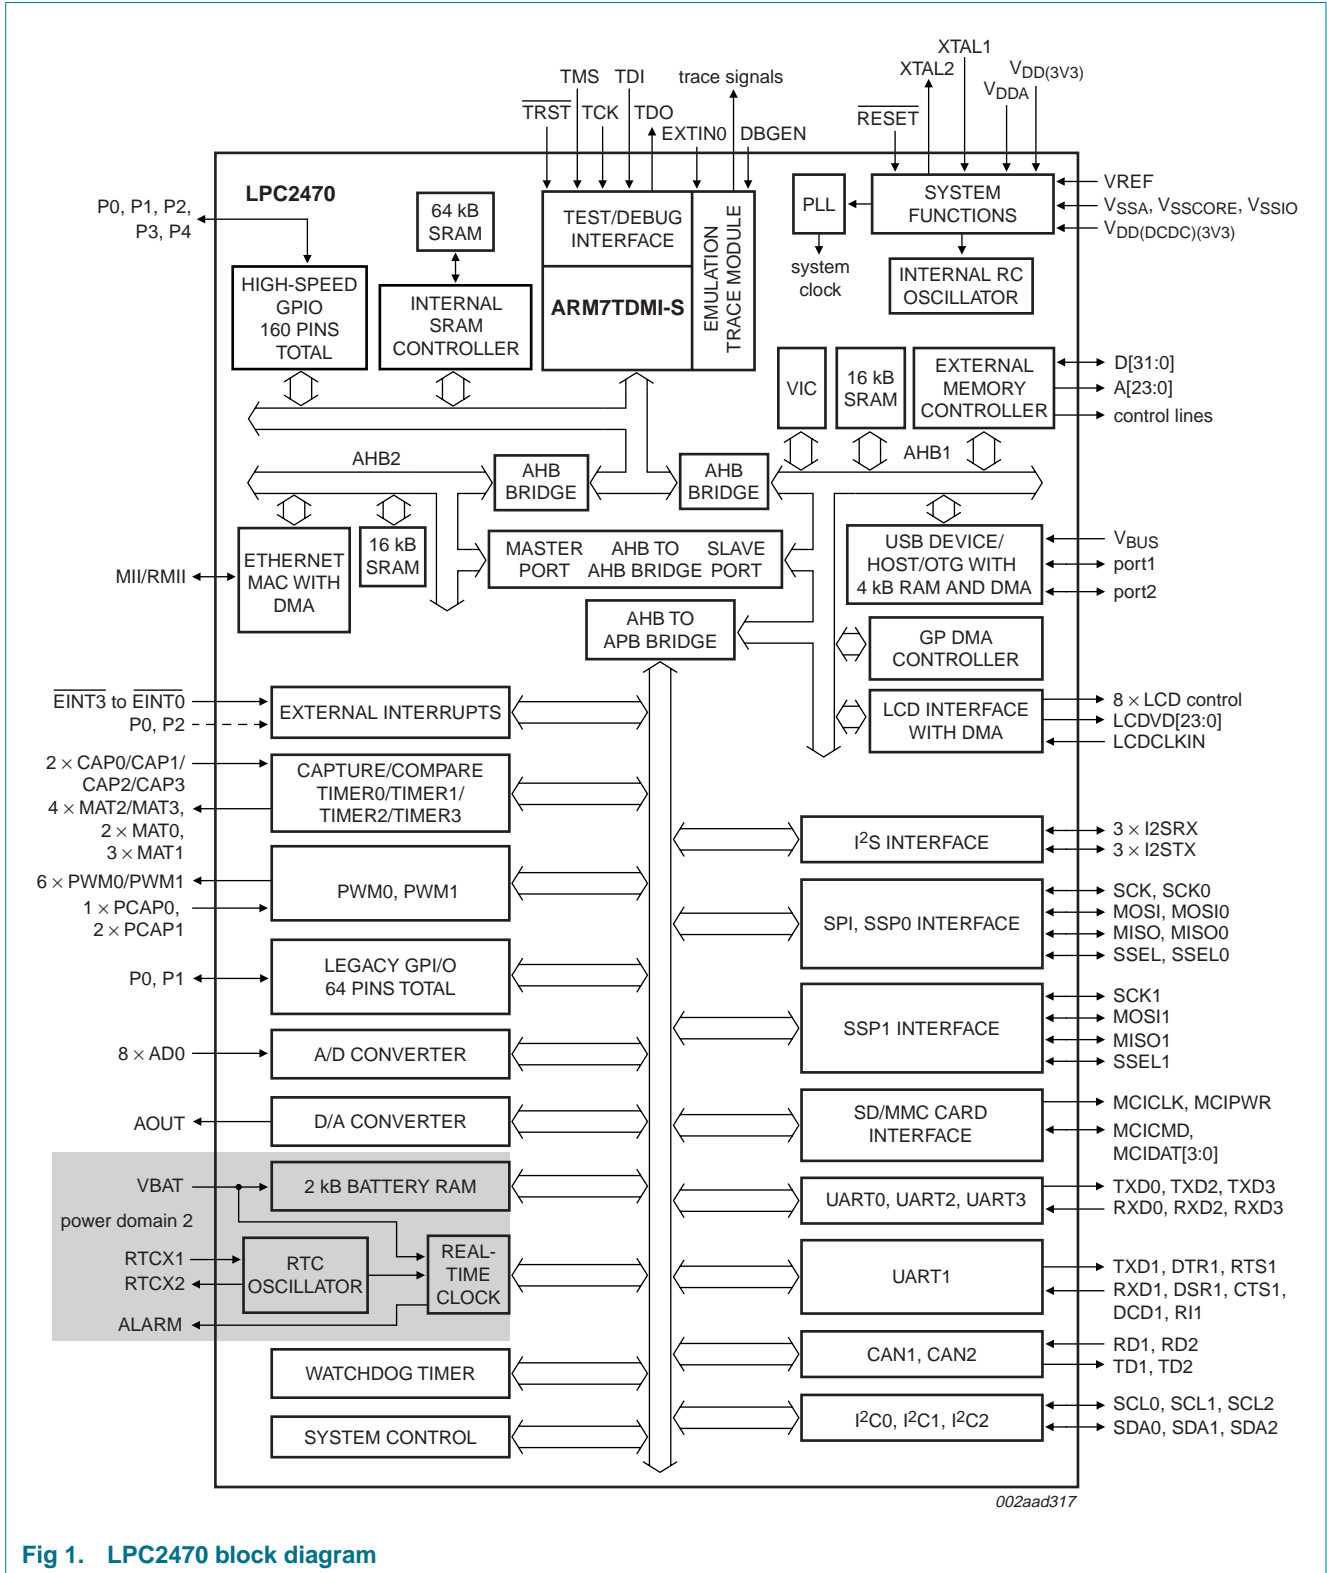 XTAL1
XTAL2
VDD(3V3)
VDDA
TMS TDI trace signals
TRST TCK TDO
EXTIN0 DBGEN
RESET
LPC2470
P0, P1, P2,
P3, P4
64 kB
SRAM
TEST/DEBUG
INTERFACE
EMULATION
TRACE MODULE
PLL
SYSTEM
FUNCTIONS
VREF
VSSA, VSSCORE, VSSIO
VDD(DCDC)(3V3)
system
clock
INTERNAL RC
OSCILLATOR
HIGH-SPEED
GPIO
160 PINS
TOTAL
INTERNAL
SRAM
CONTROLLER
ARM7TDMI-S
VIC
16 kB
SRAM
EXTERNAL
MEMORY
CONTROLLER
D[31:0]
A[23:0]
control lines
AHB2
AHB
BRIDGE
AHB
BRIDGE
AHB1
ETHERNET
MAC WITH
DMA
MII/RMII
16 kB
SRAM
MASTER
PORT
AHB TO
AHB BRIDGE
SLAVE
PORT
USB DEVICE/
HOST/OTG WITH
4 kB RAM AND DMA
VBUS
port1
port2
AHB TO
APB BRIDGE
GP DMA
CONTROLLER
LCD INTERFACE
WITH DMA
8 × LCD control
LCDVD[23:0]
LCDCLKIN
EINT3 to EINT0
P0, P2
EXTERNAL INTERRUPTS
2 × CAP0/CAP1/
CAP2/CAP3
4 × MAT2/MAT3,
2 × MAT0,
3 × MAT1
CAPTURE/COMPARE
TIMER0/TIMER1/
TIMER2/TIMER3
I2S INTERFACE
3 × I2SRX
3 × I2STX
6 × PWM0/PWM1
1 × PCAP0,
2 × PCAP1
PWM0, PWM1
SPI, SSP0 INTERFACE
SCK, SCK0
MOSI, MOSI0
MISO, MISO0
SSEL, SSEL0
P0, P1
LEGACY GPI/O
64 PINS TOTAL
SSP1 INTERFACE
SCK1
MOSI1
MISO1
SSEL1
8 × AD0
A/D CONVERTER
AOUT
D/A CONVERTER
SD/MMC CARD
INTERFACE
MCICLK, MCIPWR
MCICMD,
MCIDAT[3:0]
VBAT
2 kB BATTERY RAM
power domain 2
UART0, UART2, UART3
TXD0, TXD2, TXD3
RXD0, RXD2, RXD3
RTCX1
RTCX2
RTC
OSCILLATOR
REAL-
TIME
CLOCK
ALARM
UART1
TXD1, DTR1, RTS1
RXD1, DSR1, CTS1,
DCD1, RI1
WATCHDOG TIMER
CAN1, CAN2
RD1, RD2
TD1, TD2
SYSTEM CONTROL
I2C0, I2C1, I2C2
SCL0, SCL1, SCL2
SDA0, SDA1, SDA2
002aad317
Fig 1. LPC2470 block diagram